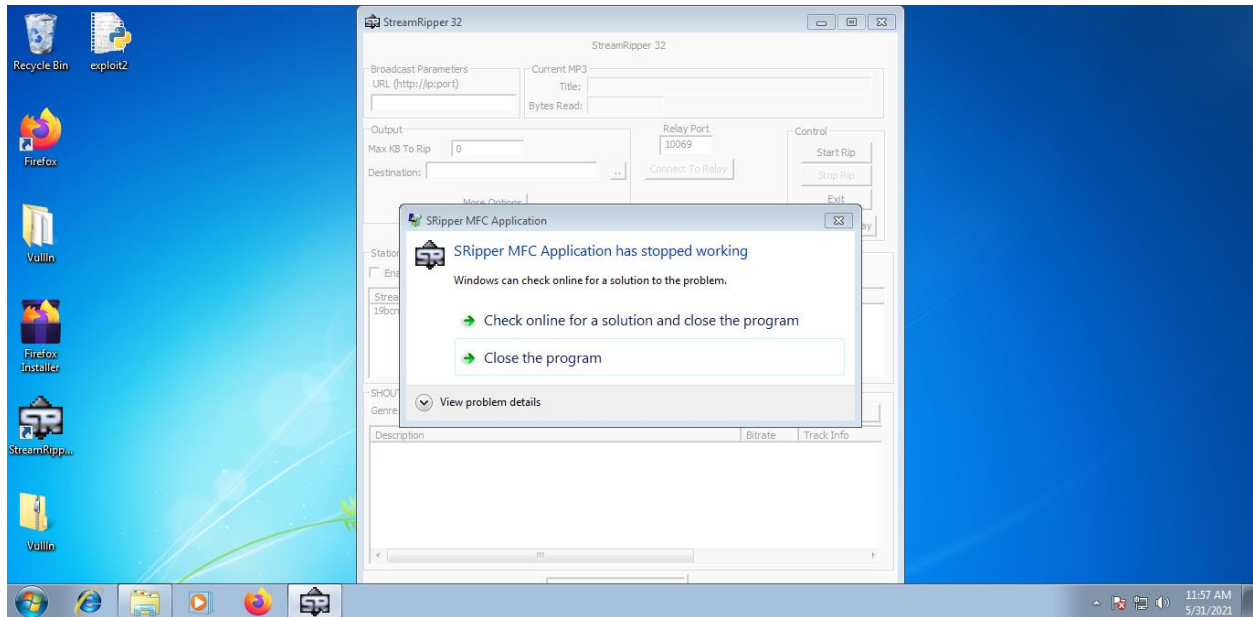 StreamRipper 32
Recycle Bin
exploit2
StreamRipper 32
Broadcast Parameters
Current MP3
URL (http://ip:port)
Title:
Bytes Read:
Output
Relay Port
Control
Max KB To Rip
0
10069
Start Rip
Firefox
Destination:
..
Connect To Relay
Stop Rip
More Options
Exit
SRipper MFC Application
Station
SRipper MFC Application has stopped working
Windows can check online for a solution to the problem.
Check online for a solution and close the program
Close the program
View problem details
Firefox
Installer
Genre
Description
Bitrate
Track Info
StreamRipp...
11:57 AM
5/31/2021